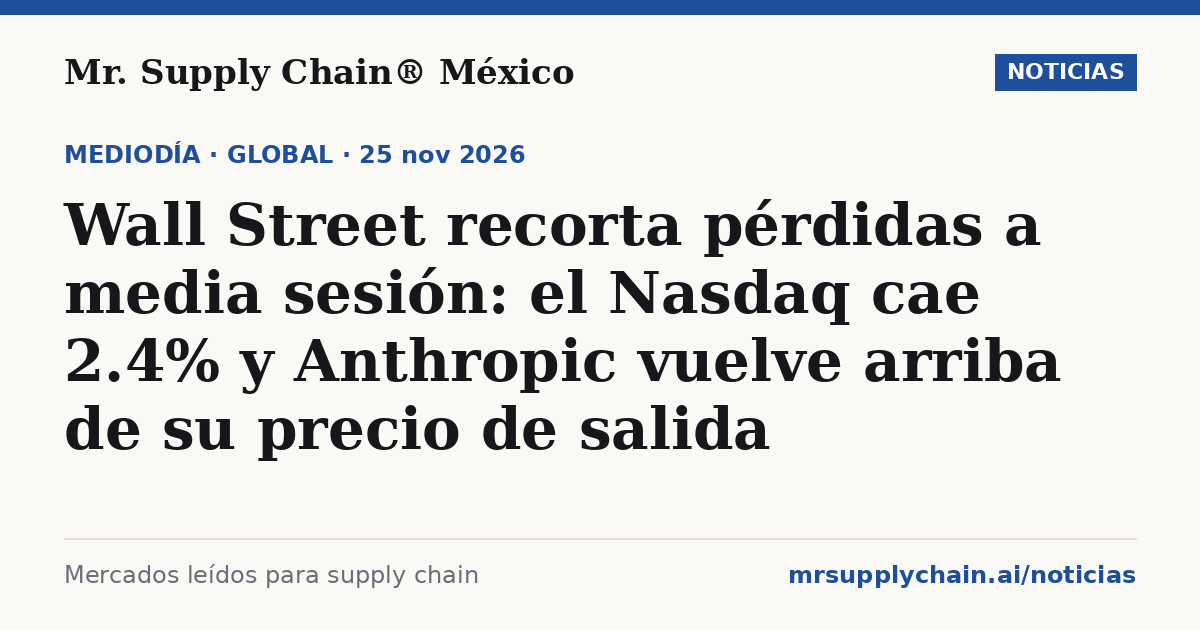 Mr. Supply Chain® México
NOTICIAS
MEDIODÍA · GLOBAL · 25 nov 2026
Wall Street recorta pérdidas a
media sesión: el Nasdaq cae
2.4% y Anthropic vuelve arriba
de su precio de salida
Mercados leídos para supply chain
mrsupplychain.ai/noticias